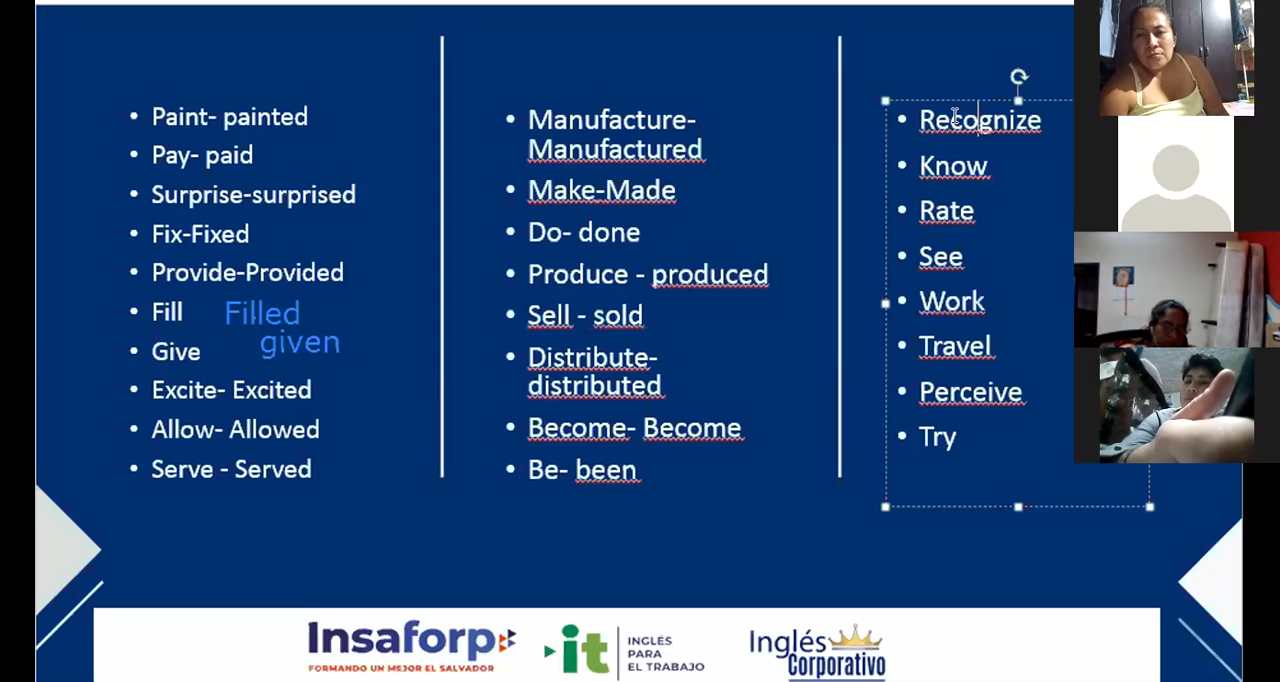 Paint- painted
Pay- paid
Surprise-surprised
Fix-Fixed
Provide-Provided
Fill
Filled
Give
given
Excite- Excited
Allow- Allowed
Serve - Served
Manufacture-
Manufactured
Make-Made
Do- done
Produce - produced
Sell - sold
Distribute-
distributed
Become- Become
Be- been
Recognize
Know
Rate
See
Work
Travel
Perceive
Try
Insaforp
FORMANDO UN MEJOR EL SALVADOR
it
INGLÉS
PARA
EL TRABAJO
Inglés
Corporativo